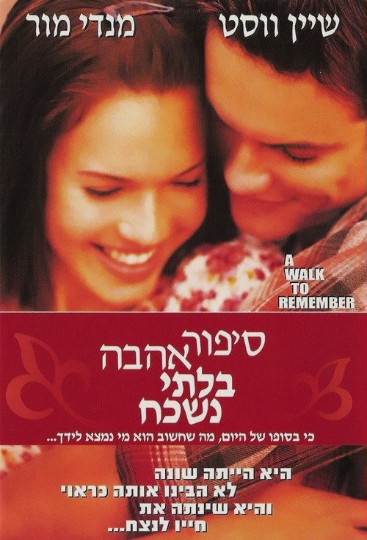 שיין ווסט מנדי מור
A
WALK
TO
REMEMBER
סיפור
אהבה
בלתי
נשכח
כי בסופו של היום, מה שחשוב הוא מי נמצא לידך...
היא הייתה שונה
לא הבינו אותה כראוי
והיא שינתה את
חייו לנצח...